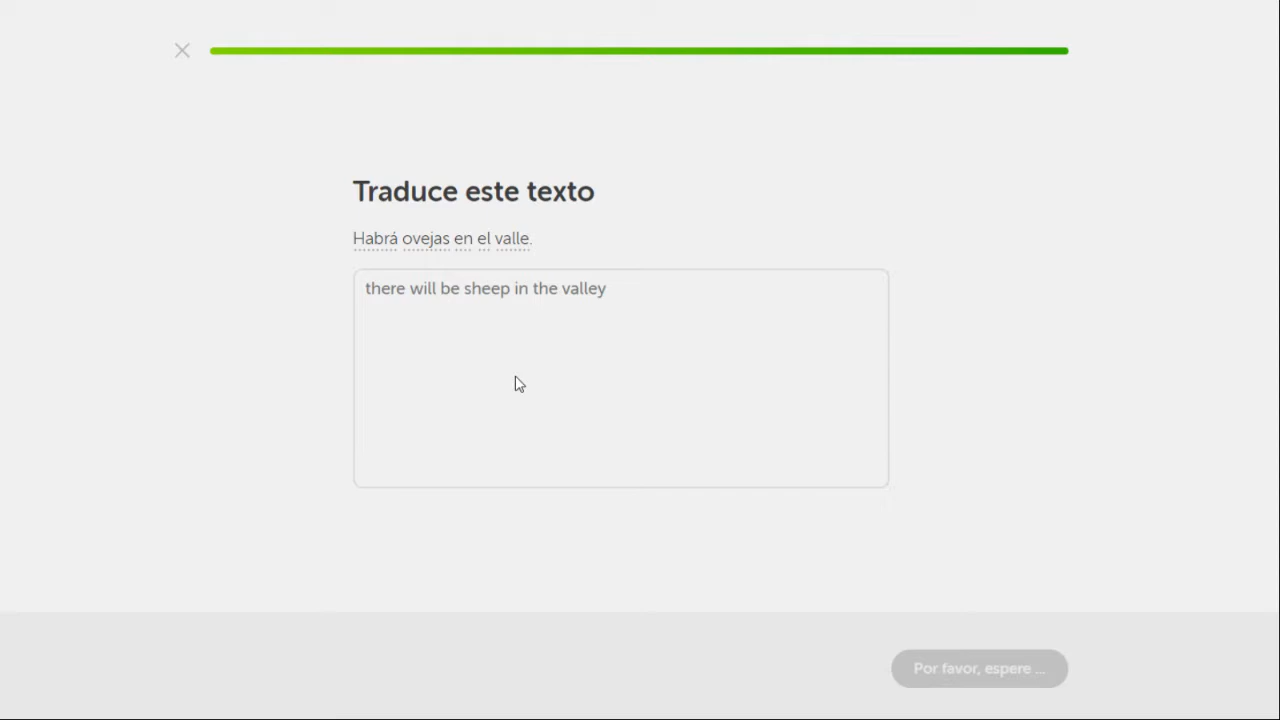 Traduce este texto
Habrá ovejas en el valle.
there will be sheep in the valley
Por favor, espere ...